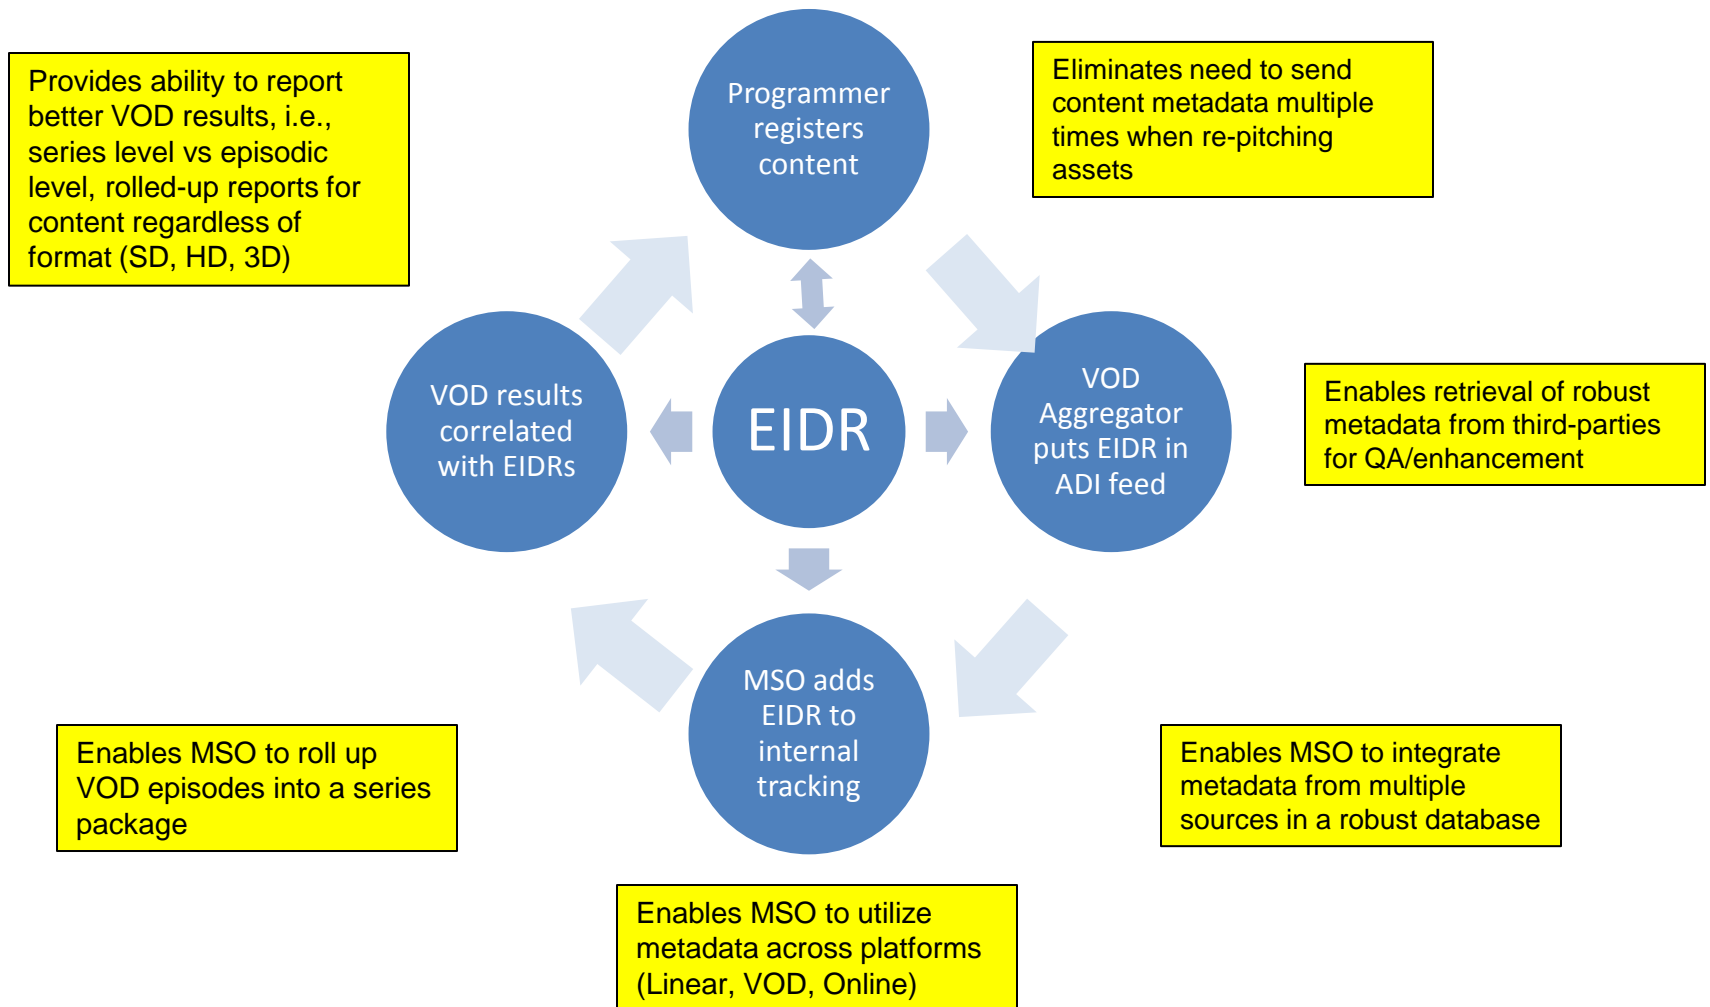 Programmer
registers
content
Provides ability to report
better VOD results, i.e.,
series level vs episodic
level, rolled-up reports for
content regardless of
format (SD, HD, 3D)
Eliminates need to send
content metadata multiple
times when re-pitching
assets
VOD results
correlated
with EIDRs
EIDR
VOD
Aggregator
puts EIDR in
ADI feed
Enables retrieval of robust
metadata from third-parties
for QA/enhancement
MSO adds
EIDR to
internal
tracking
Enables MSO to roll up
VOD episodes into a series
package
Enables MSO to integrate
metadata from multiple
sources in a robust database
Enables MSO to utilize
metadata across platforms
(Linear, VOD, Online)